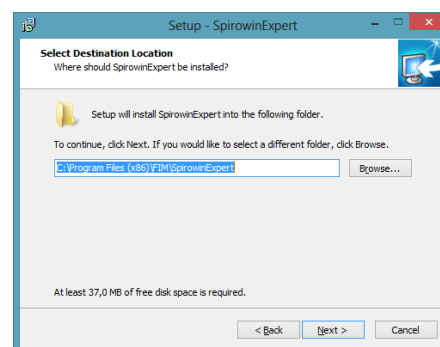 Setup - SpirowinExpert
Select Destination Location
Where should SpirowinExpert be installed?
Setup will install SpirowinExpert into the following folder.
To continue, click Next. If you would like to select a different folder, click Browse.
C:\Program Files (x86)\FIM\SpirowinExpert
Browse...
At least 37,0 MB of free disk space is required.
< Back
Next >
Cancel